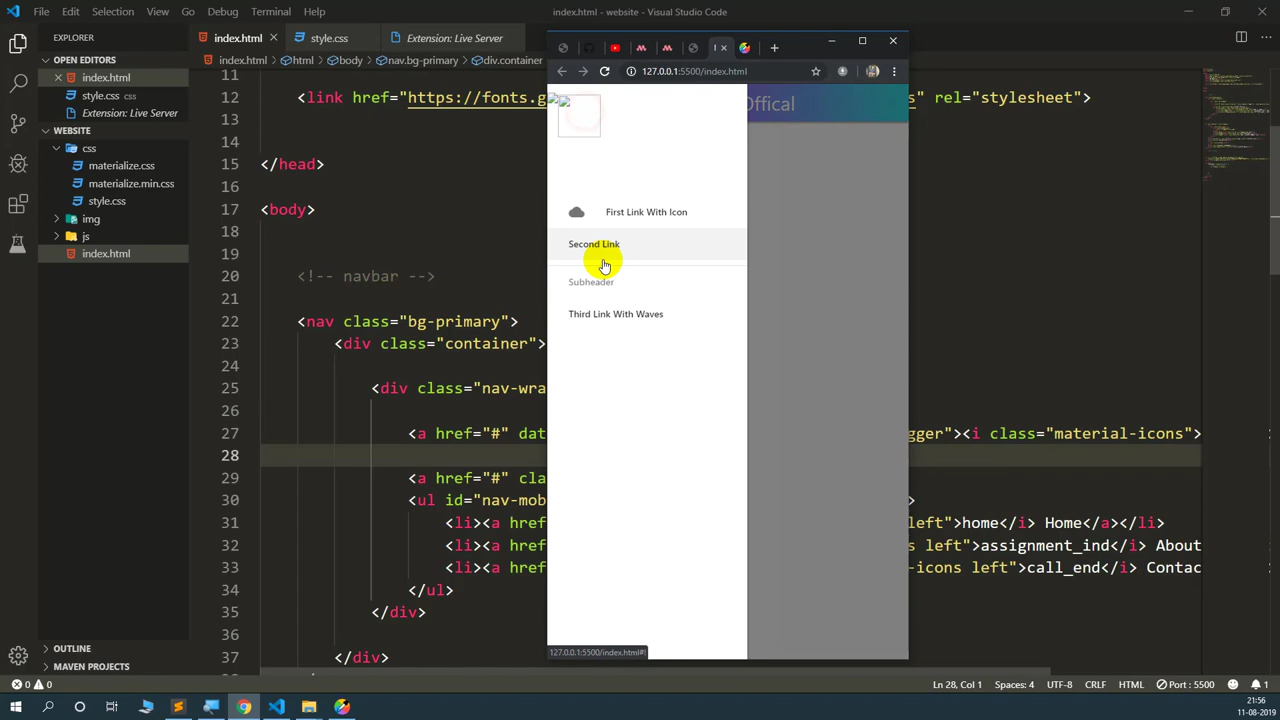 File Edit Selection View Go Debug Terminal Help
index.html - website - Visual Studio Code
EXPLORER
OPEN EDITORS
index.html
style.css css
Extension: Live Server
WEBSITE
css
materialize.css
materialize.min.css
style.css
img
js
index.html
OUTLINE
MAVEN PROJECTS
index.html
style.css
Extension: Live Server
index.html html body nav.bg-primary div.container
11
12 <link href="https://fonts.g s" rel="stylesheet">
13
14
15 </head>
16
17 <body>
18
19
20 <!-- navbar -->
21
22 <nav class="bg-primary">
23 <div class="container">
24
25 <div class="nav-wra
26
27 <a href="#" dat gger"><i class="material-icons">
28
29 <a href="#" cla
30 <ul id="nav-mob >
31 <li><a href left">home</i> Home</a></li>
32 <li><a href s left">assignment_ind</i> About
33 <li><a href -icons left">call_end</i> Contac
34 </ul>
35 </div>
36
37 </div>
127.0.0.1:5500/index.html
Offical
First Link With Icon
Second Link
Subheader
Third Link With Waves
127.0.0.1:5500/index.html#!
0 0
Ln 28, Col 1 Spaces: 4 UTF-8 CRLF HTML Port : 5500 1
21:56
11-08-2019